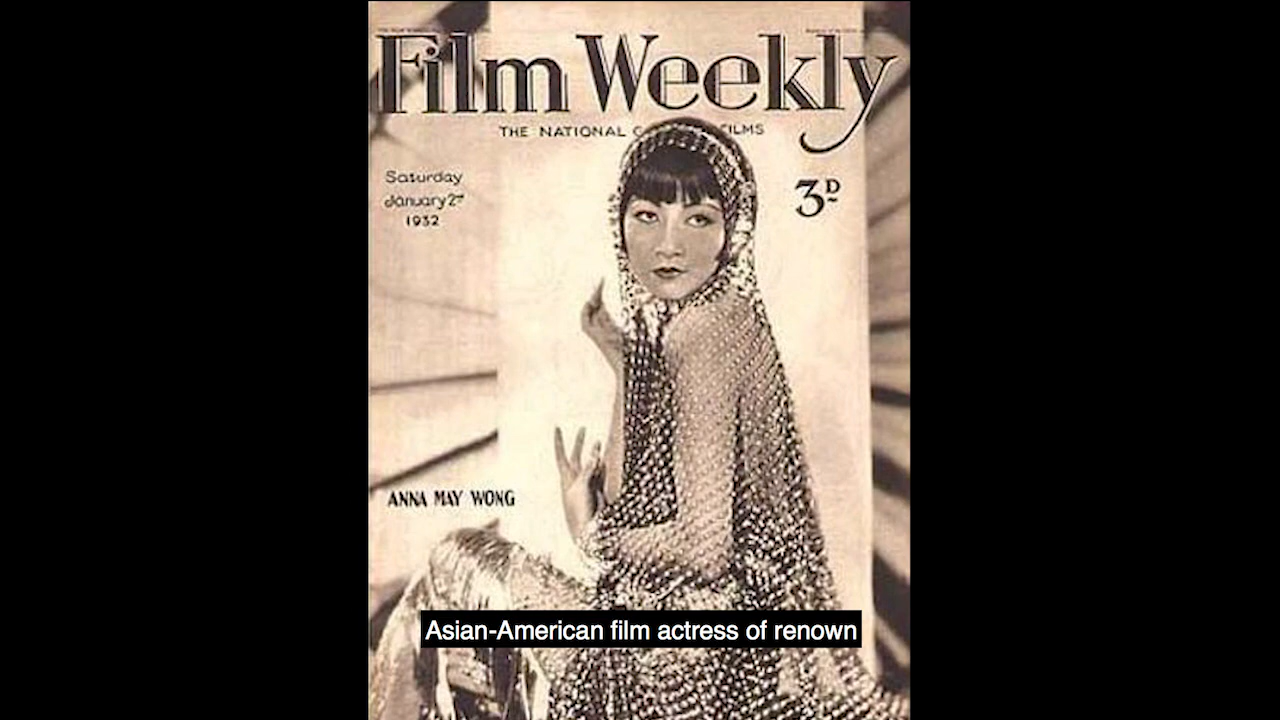 Film Weekly
THE NATIONAL
FILMS
Saturday
January 2nd
1932
3D
ANNA MAY WONG
Asian-American film actress of renown